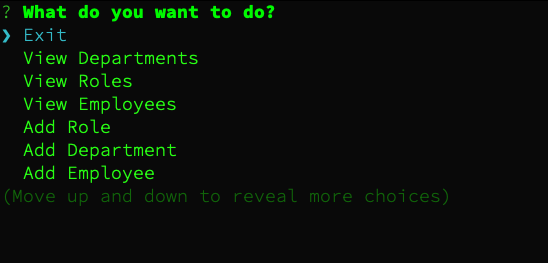 ? What do you want to do?
❯ Exit
View Departments
View Roles
View Employees
Add Role
Add Department
Add Employee
(Move up and down to reveal more choices)